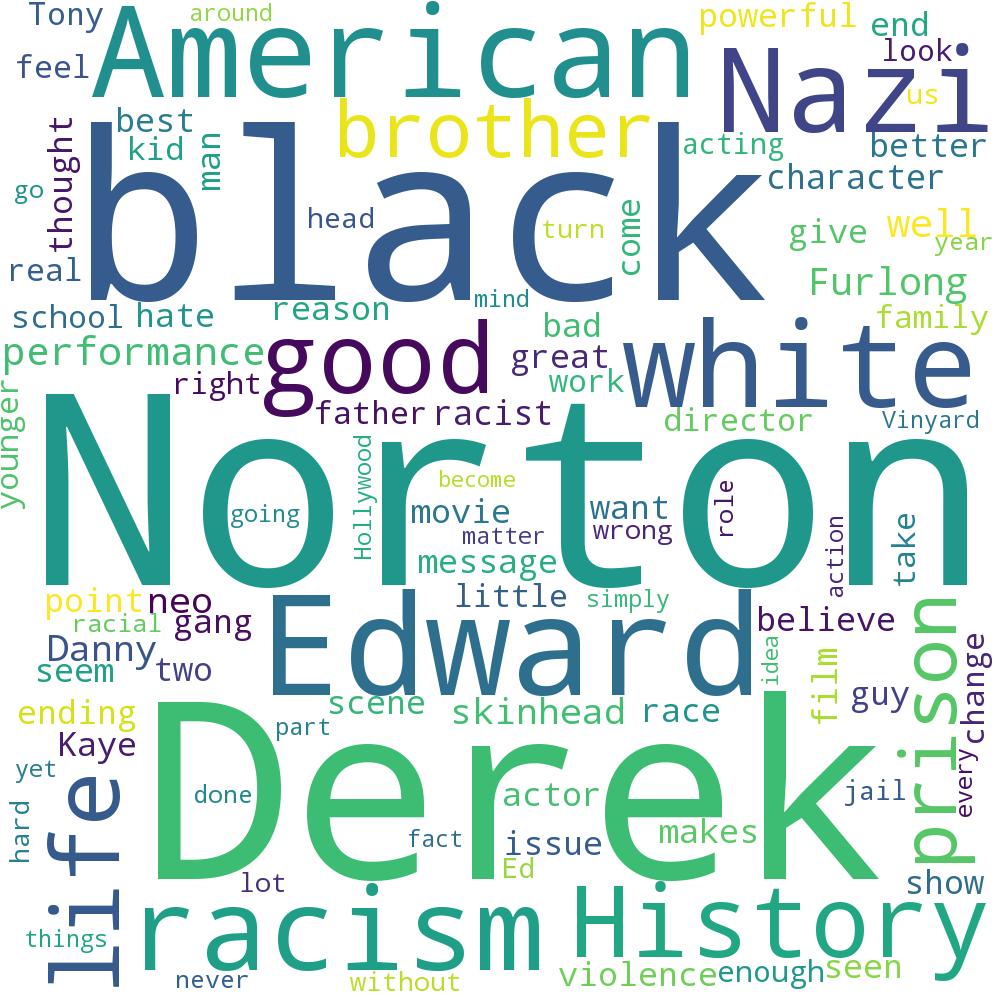 Tony
around
powerful
end
American
look
feel
Nazi
us
best
brother
kid
man
acting
better
thought
go
black
character
head
turn
come
give
well
year
real
Furlong
school
hate
reason
mind
bad
family
performance
good
great
white
right
work
younger
father
racist
director
Vinyard
Norton
going
Hollywood
become
movie
matter
want
wrong
role
action
take
message
point
neo
little
simply
racial
gang
Edward
believe
prison
Danny
seem
two
idea
film
guy
change
ending
scene
skinhead
race
Kaye
part
yet
life
Derek
every
hard
done
actor
jail
fact
issue
makes
lot
Ed
show
racism
History
things
never
without
violence
enough
seen